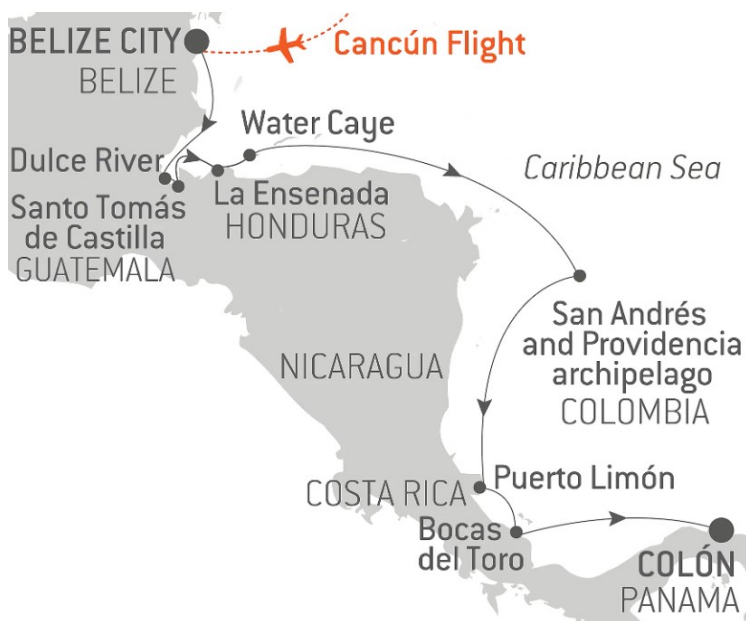 BELIZE CITY
BELIZE
Cancún Flight
Water Caye
Dulce River
Caribbean Sea
Santo Tomás
de Castilla
GUATEMALA
La Ensenada
HONDURAS
San Andrés
and Providencia
archipelago
COLOMBIA
NICARAGUA
Puerto Limón
COSTA RICA
Bocas
del Toro
COLÓN
PANAMA